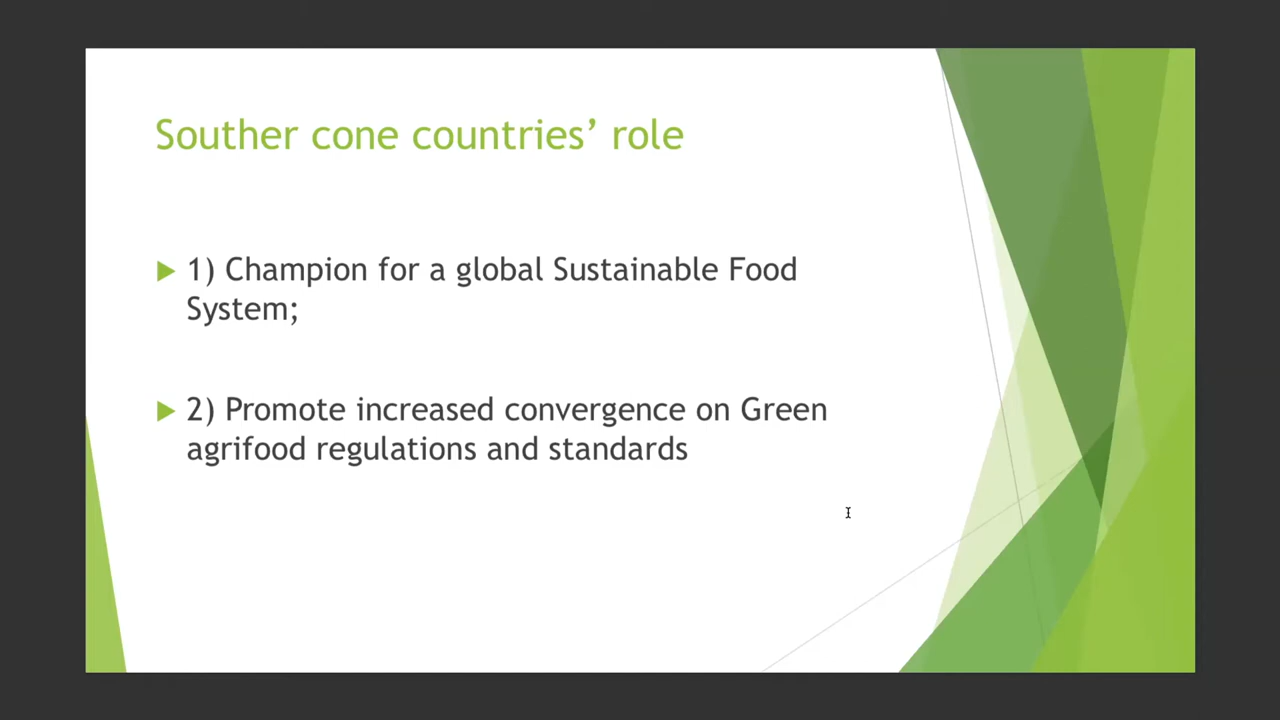 Souther cone countries’ role
1) Champion for a global Sustainable Food
System;
2) Promote increased convergence on Green
agrifood regulations and standards